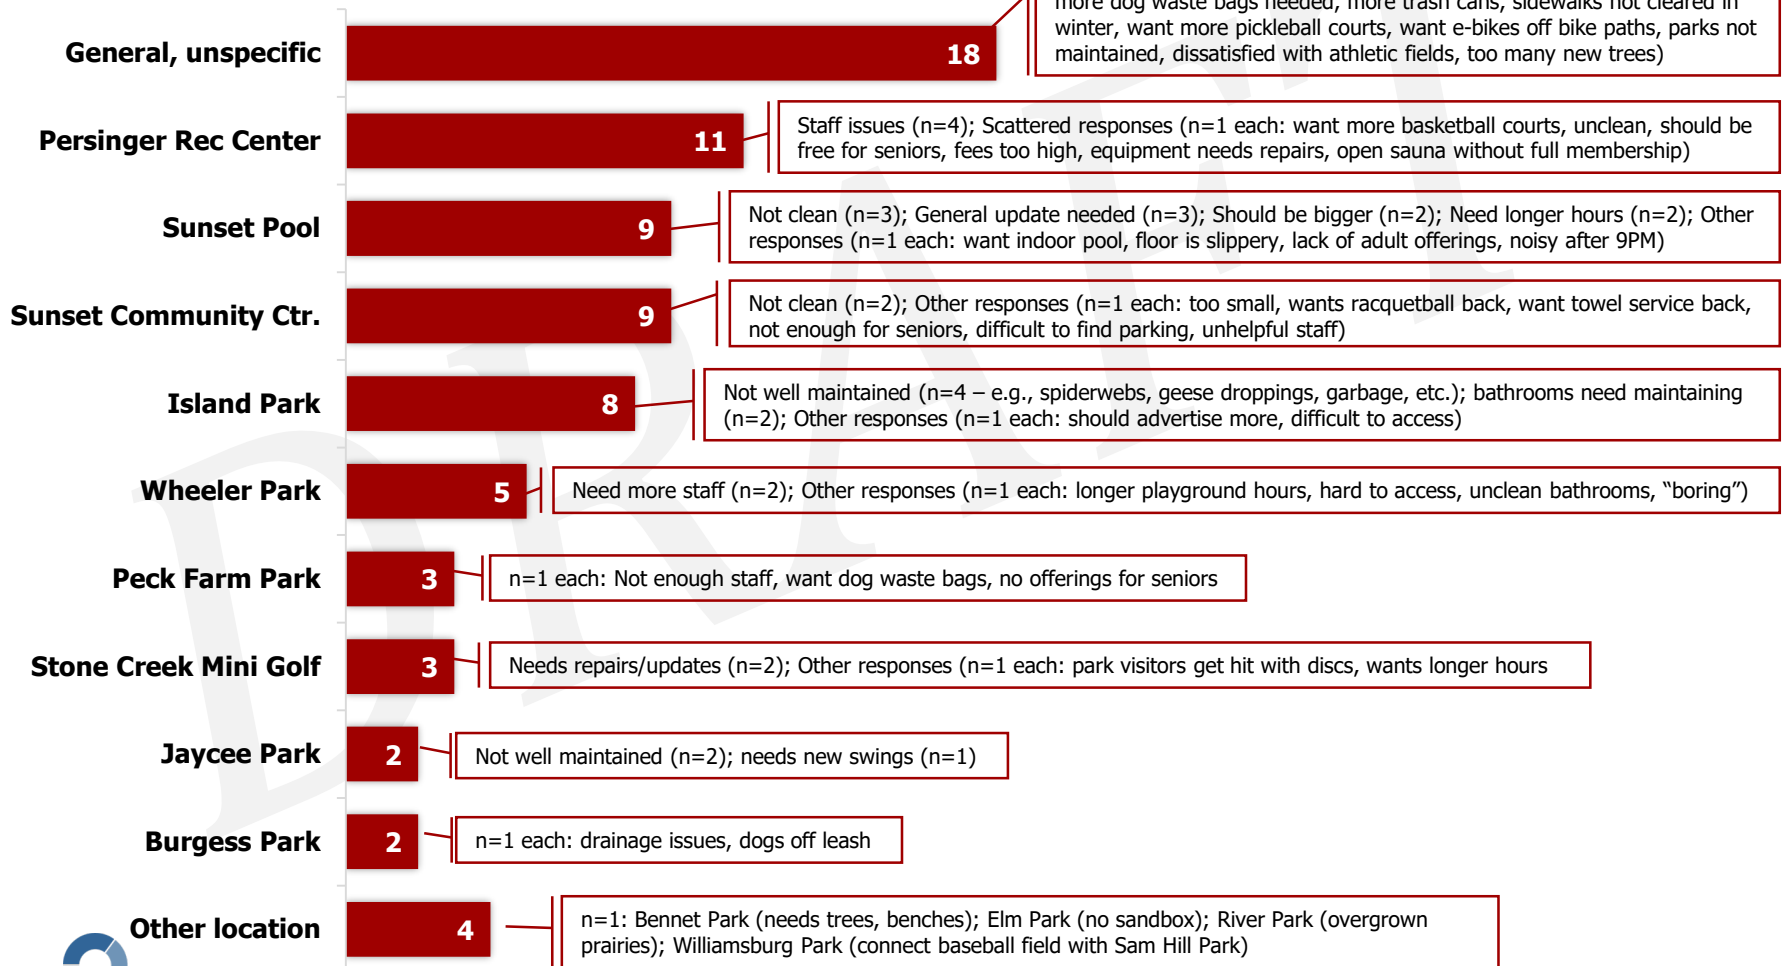 more dog waste bags needed, more trash cans, sidewalks not cleared in
winter, want more pickleball courts, want e-bikes off bike paths, parks not
maintained, dissatisfied with athletic fields, too many new trees)
General, unspecific
18
Persinger Rec Center
11
Staff issues (n=4); Scattered responses (n=1 each: want more basketball courts, unclean, should be
free for seniors, fees too high, equipment needs repairs, open sauna without full membership)
Sunset Pool
9
Not clean (n=3); General update needed (n=3); Should be bigger (n=2); Need longer hours (n=2); Other
responses (n=1 each: want indoor pool, floor is slippery, lack of adult offerings, noisy after 9PM)
Sunset Community Ctr.
9
Not clean (n=2); Other responses (n=1 each: too small, wants racquetball back, want towel service back,
not enough for seniors, difficult to find parking, unhelpful staff)
Island Park
8
Not well maintained (n=4 – e.g., spiderwebs, geese droppings, garbage, etc.); bathrooms need maintaining
(n=2); Other responses (n=1 each: should advertise more, difficult to access)
Wheeler Park
5
Need more staff (n=2); Other responses (n=1 each: longer playground hours, hard to access, unclean bathrooms, “boring”)
Peck Farm Park
3
n=1 each: Not enough staff, want dog waste bags, no offerings for seniors
Stone Creek Mini Golf
3
Needs repairs/updates (n=2); Other responses (n=1 each: park visitors get hit with discs, wants longer hours
Jaycee Park
2
Not well maintained (n=2); needs new swings (n=1)
Burgess Park
2
n=1 each: drainage issues, dogs off leash
Other location
4
n=1: Bennet Park (needs trees, benches); Elm Park (no sandbox); River Park (overgrown
prairies); Williamsburg Park (connect baseball field with Sam Hill Park)
DRAFT